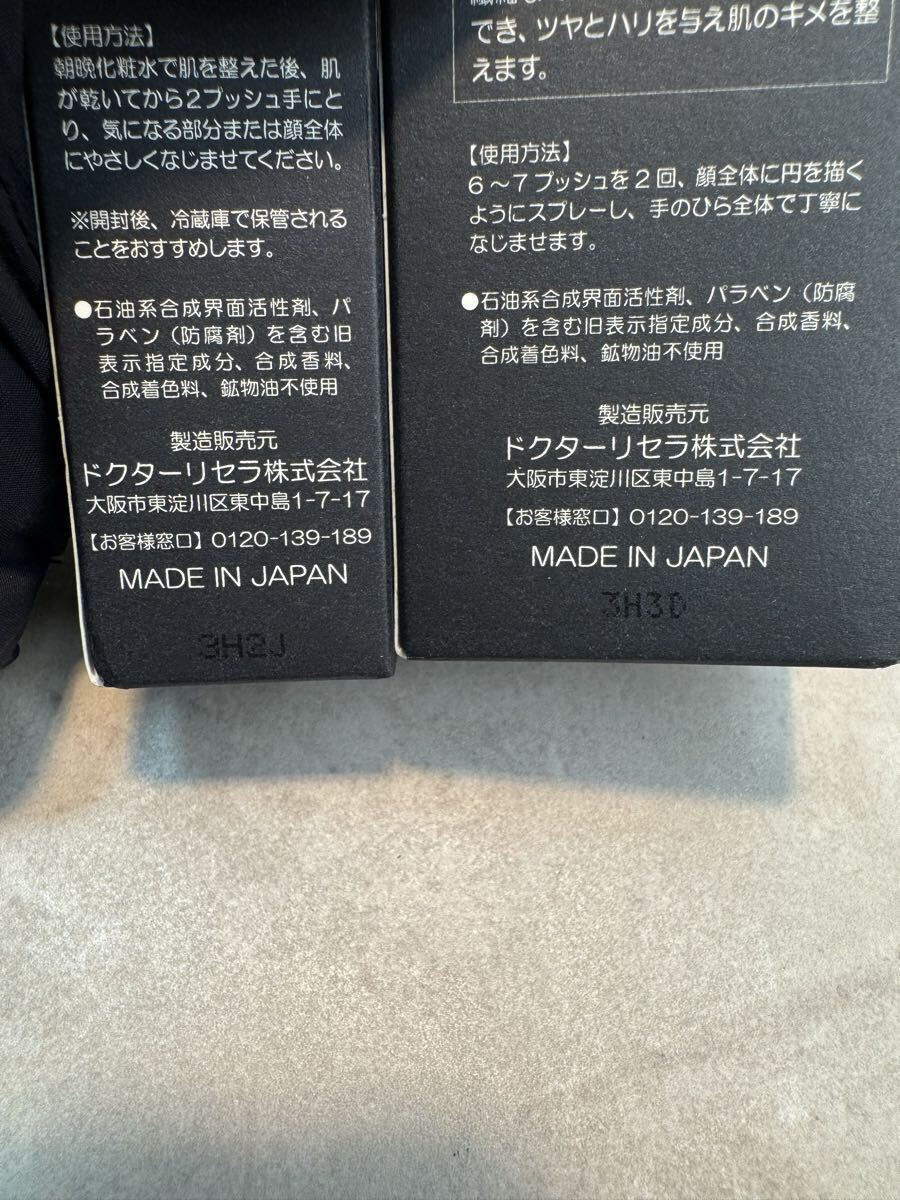 【使用方法】
朝晩化粧水で肌を整えた後、肌
が乾いてから2プッシュ手にと
り、気になる部分または顔全体
にやさしくなじませてください。
※開封後、冷蔵庫で保管される
ことをおすすめします。
●石油系合成界面活性剤、パ
ラベン（防腐剤）を含む旧
表示指定成分、合成香料、
合成着色料、鉱物油不使用
製造販売元
ドクターリセラ株式会社
大阪市東淀川区東中島1-7-17
【お客様窓口】0120-139-189
MADE IN JAPAN
3H2J
でき、ツヤとハリを与え肌のキメを整
えます。
【使用方法】
6～7プッシュを2回、顔全体に円を描く
ようにスプレーし、手のひら全体で丁寧に
なじませます。
●石油系合成界面活性剤、パラベン（防腐
剤）を含む旧表示指定成分、合成香料、
合成着色料、鉱物油不使用
製造販売元
ドクターリセラ株式会社
大阪市東淀川区東中島1-7-17
【お客様窓口】0120-139-189
MADE IN JAPAN
3H3D